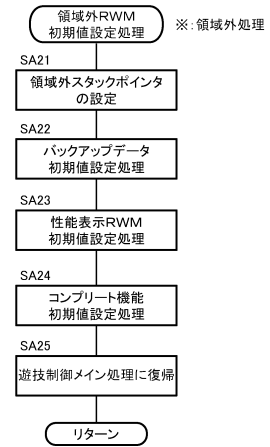 領域外RWM
初期値設定処理
※:領域外処理
SA21
領域外スタックポインタ
の設定
SA22
バックアップデータ
初期値設定処理
SA23
性能表示RWM
初期値設定処理
SA24
コンプリート機能
初期値設定処理
SA25
遊技制御メイン処理に復帰
リターン